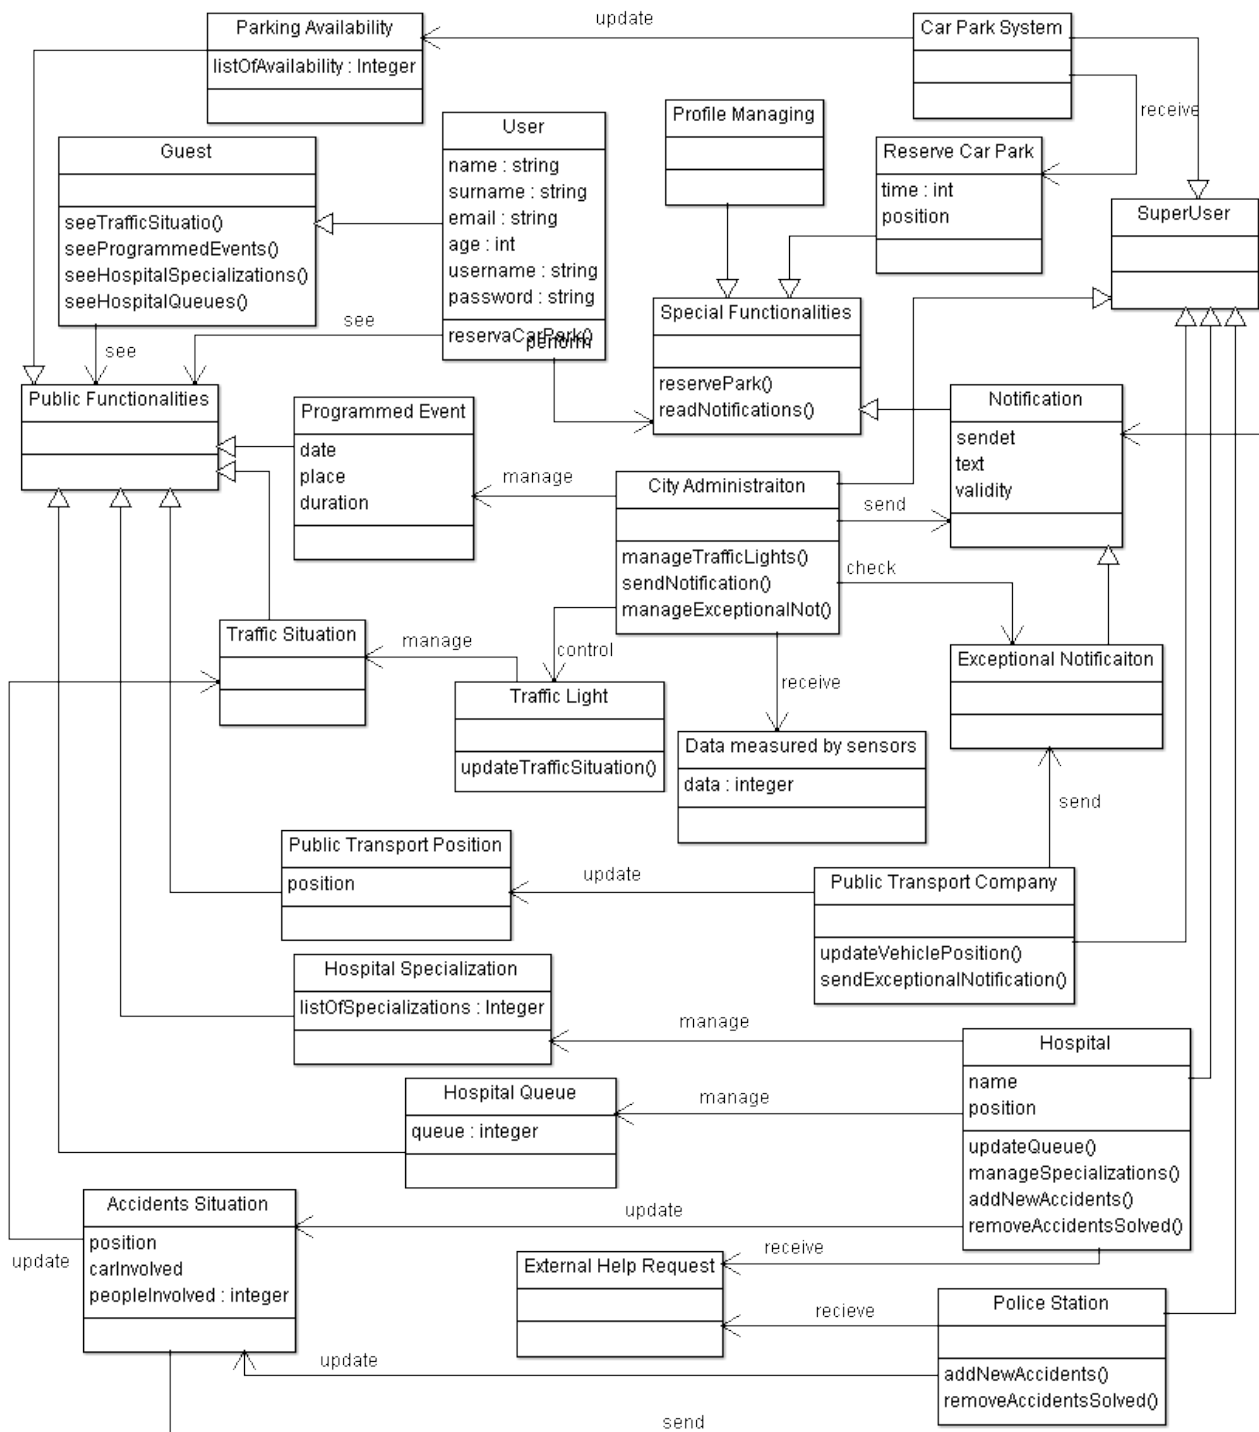 update
Parking Availability
listOfAvailability : Integer
Car Park System
receive
Profile Managing
User
name : string
surname : string
email : string
age : int
username : string
password : string
reservaCarPark()
perform
Guest
seeTrafficSituatio()
seeProgrammedEvents()
seeHospitalSpecializations()
seeHospitalQueues()
Reserve Car Park
time : int
position
SuperUser
see
see
Special Functionalities
reservePark()
readNotifications()
Public Functionalities
Programmed Event
date
place
duration
Notification
sendet
text
validity
manage
City Administraiton
manageTrafficLights()
sendNotification()
manageExceptionalNot()
send
check
Traffic Situation
manage
control
receive
Exceptional Notificaiton
Traffic Light
updateTrafficSituation()
Data measured by sensors
data : integer
send
Public Transport Position
position
update
Public Transport Company
updateVehiclePosition()
sendExceptionalNotification()
Hospital Specialization
listOfSpecializations : Integer
manage
Hospital
name
position
updateQueue()
manageSpecializations()
addNewAccidents()
removeAccidentsSolved()
Hospital Queue
queue : integer
manage
Accidents Situation
position
carInvolved
peopleInvolved : integer
update
update
receive
External Help Request
recieve
Police Station
addNewAccidents()
removeAccidentsSolved()
update
send